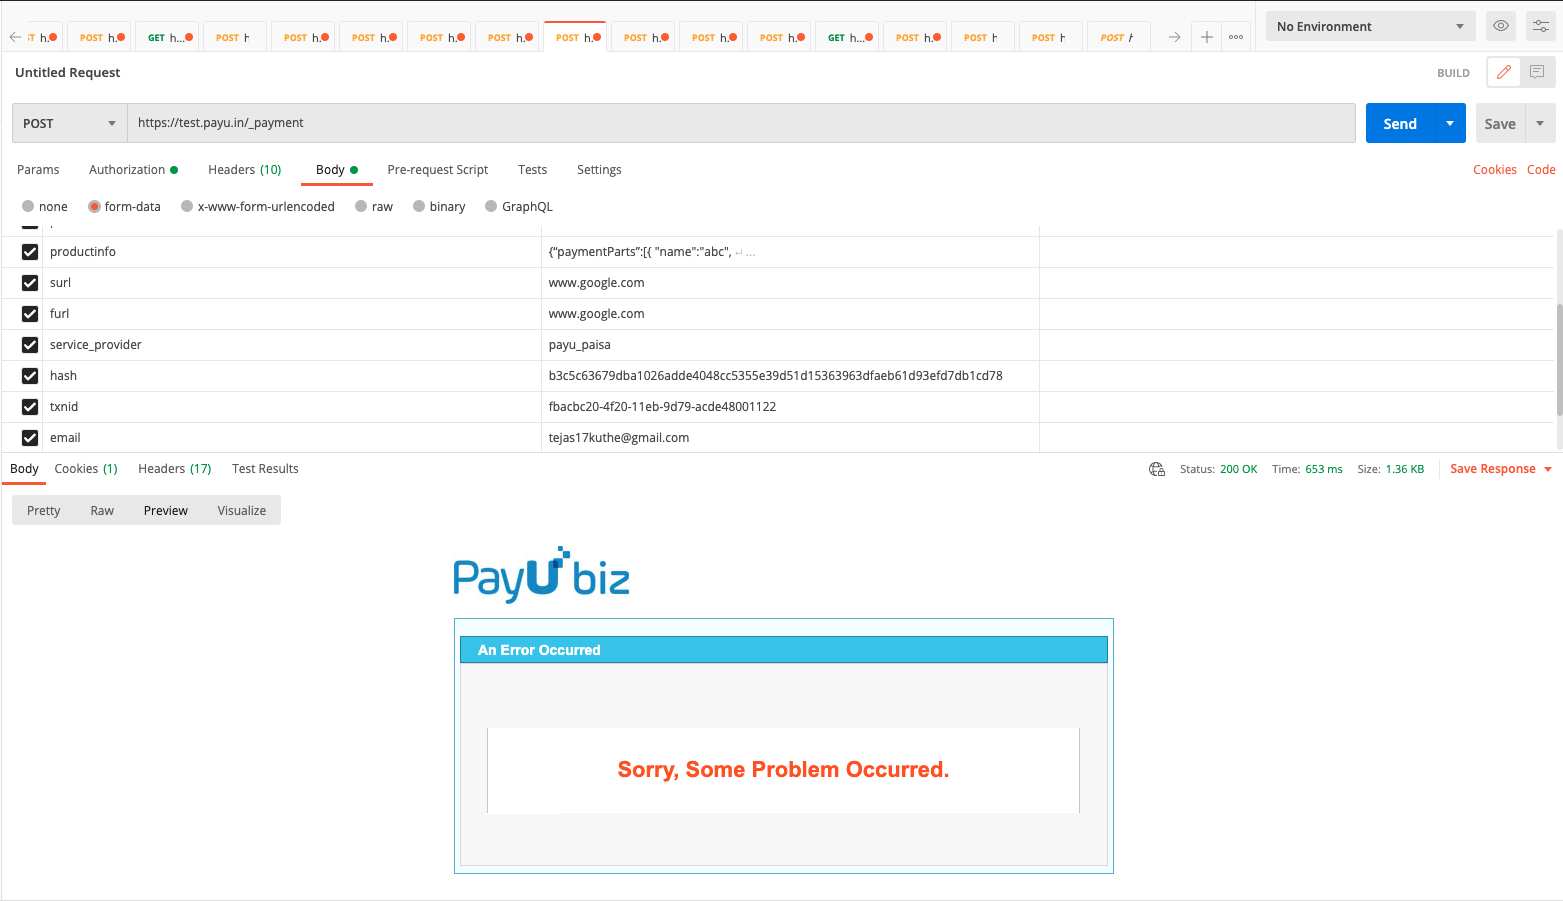 ST h. POST h. GET h... POST h POST h. POST h. POST h. POST h. POST h. POST h. POST h. POST h. GET h... POST h. POST h POST h POST h No Environment
Untitled Request BUILD
POST https://test.payu.in/_payment Send Save
Params Authorization Headers (10) Body Pre-request Script Tests Settings Cookies Code
none form-data x-www-form-urlencoded raw binary GraphQL
productinfo {“paymentParts”:[{ "name":"abc", ↵ ...
surl www.google.com
furl www.google.com
service_provider payu_paisa
hash b3c5c63679dba1026adde4048cc5355e39d51d15363963dfaeb61d93efd7db1cd78
txnid fbacbc20-4f20-11eb-9d79-acde48001122
email tejas17kuthe@gmail.com
Body Cookies (1) Headers (17) Test Results Status: 200 OK Time: 653 ms Size: 1.36 KB Save Response
Pretty Raw Preview Visualize
PayU biz
An Error Occurred
Sorry, Some Problem Occurred.